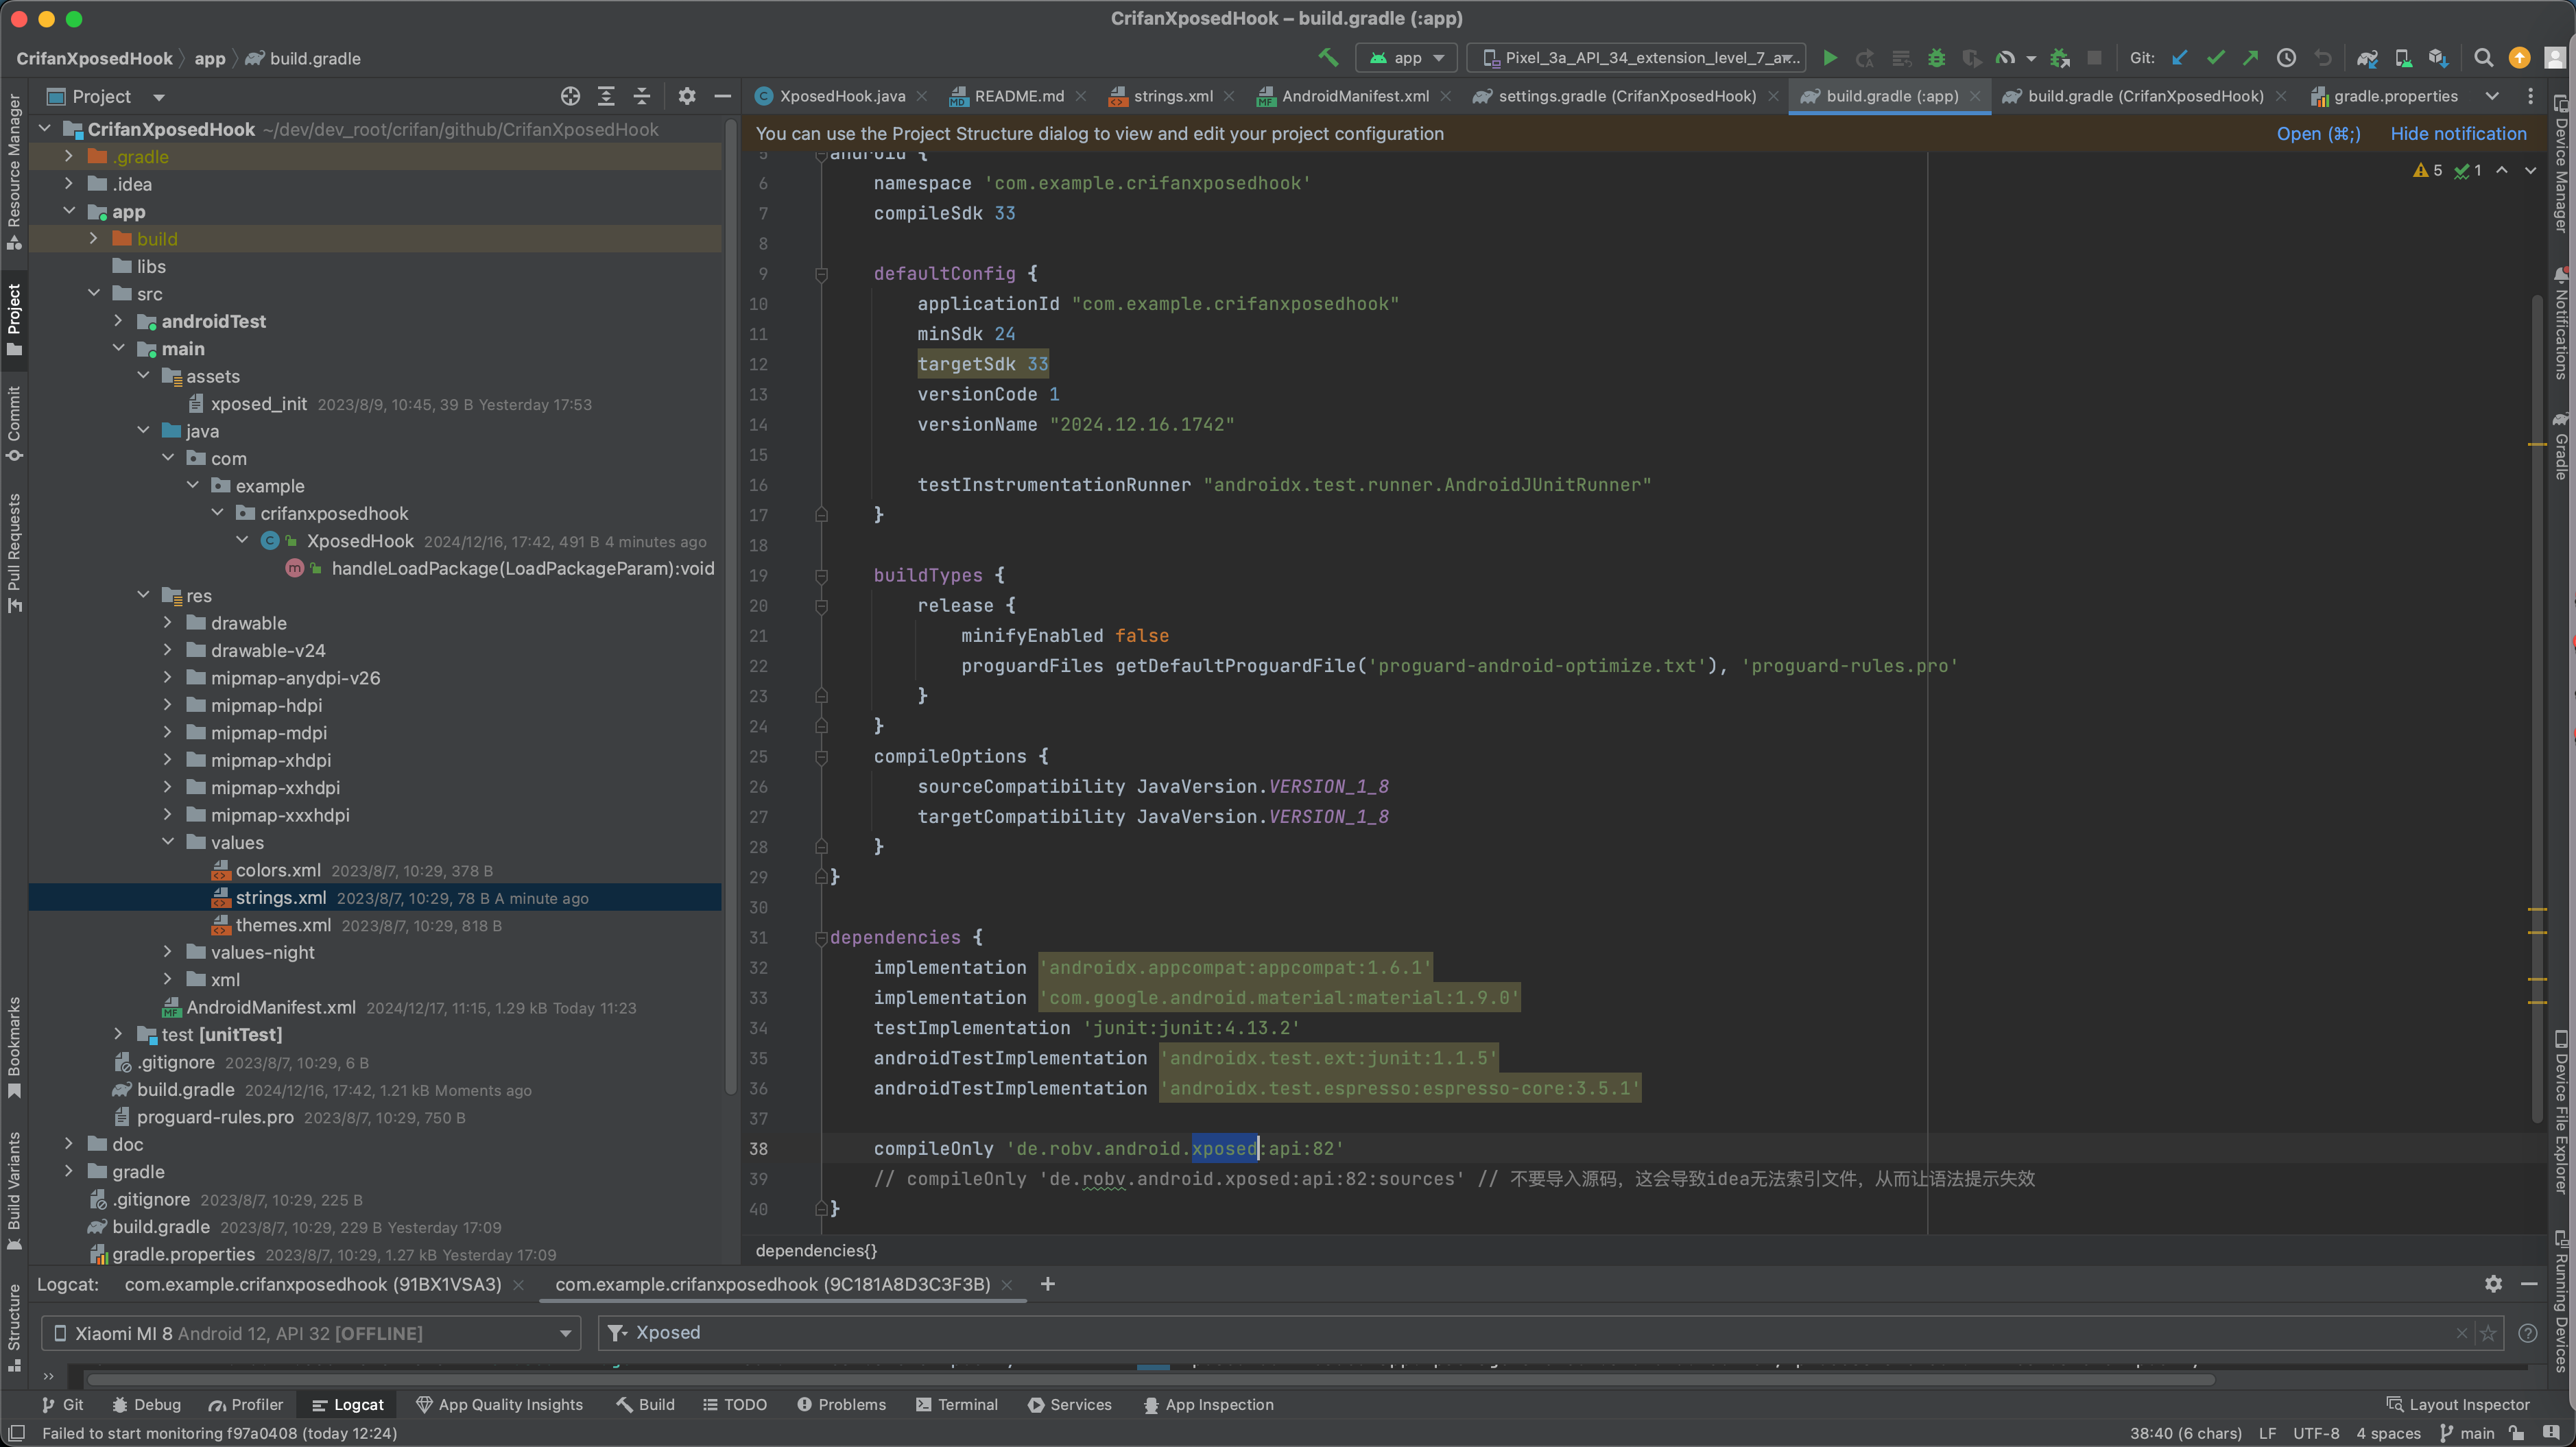 CrifanXposedHook – build.gradle (:app)
CrifanXposedHook
app
build.gradle
app
Pixel_3a_API_34_extension_level_7_ar...
Git:
Project
XposedHook.java
README.md
strings.xml
AndroidManifest.xml
settings.gradle (CrifanXposedHook)
build.gradle (:app)
build.gradle (CrifanXposedHook)
gradle.properties
You can use the Project Structure dialog to view and edit your project configuration
Open (⌘;)
Hide notification
5
1
Resource Manager
Project
Commit
Pull Requests
Bookmarks
Build Variants
Structure
CrifanXposedHook ~/dev/dev_root/crifan/github/CrifanXposedHook
.gradle
.idea
app
build
libs
src
androidTest
main
assets
xposed_init 2023/8/9, 10:45, 39 B Yesterday 17:53
java
com
example
crifanxposedhook
XposedHook 2024/12/16, 17:42, 491 B 4 minutes ago
handleLoadPackage(LoadPackageParam):void
res
drawable
drawable-v24
mipmap-anydpi-v26
mipmap-hdpi
mipmap-mdpi
mipmap-xhdpi
mipmap-xxhdpi
mipmap-xxxhdpi
values
colors.xml 2023/8/7, 10:29, 378 B
strings.xml 2023/8/7, 10:29, 78 B A minute ago
themes.xml 2023/8/7, 10:29, 818 B
values-night
xml
AndroidManifest.xml 2024/12/17, 11:15, 1.29 kB Today 11:23
test [unitTest]
.gitignore 2023/8/7, 10:29, 6 B
build.gradle 2024/12/16, 17:42, 1.21 kB Moments ago
proguard-rules.pro 2023/8/7, 10:29, 750 B
doc
gradle
.gitignore 2023/8/7, 10:29, 225 B
build.gradle 2023/8/7, 10:29, 229 B Yesterday 17:09
gradle.properties 2023/8/7, 10:29, 1.27 kB Yesterday 17:09
5 android {
6 namespace 'com.example.crifanxposedhook'
7 compileSdk 33
8
9 defaultConfig {
10 applicationId "com.example.crifanxposedhook"
11 minSdk 24
12 targetSdk 33
13 versionCode 1
14 versionName "2024.12.16.1742"
15
16 testInstrumentationRunner "androidx.test.runner.AndroidJUnitRunner"
17 }
18
19 buildTypes {
20 release {
21 minifyEnabled false
22 proguardFiles getDefaultProguardFile('proguard-android-optimize.txt'), 'proguard-rules.pro'
23 }
24 }
25 compileOptions {
26 sourceCompatibility JavaVersion.VERSION_1_8
27 targetCompatibility JavaVersion.VERSION_1_8
28 }
29 }
30
31 dependencies {
32 implementation 'androidx.appcompat:appcompat:1.6.1'
33 implementation 'com.google.android.material:material:1.9.0'
34 testImplementation 'junit:junit:4.13.2'
35 androidTestImplementation 'androidx.test.ext:junit:1.1.5'
36 androidTestImplementation 'androidx.test.espresso:espresso-core:3.5.1'
37
38 compileOnly 'de.robv.android.xposed:api:82'
39 // compileOnly 'de.robv.android.xposed:api:82:sources' // 不要导入源码，这会导致idea无法索引文件，从而让语法提示失效
40 }
dependencies{}
Device Manager
Notifications
Gradle
Device File Explorer
Running Devices
Logcat:
com.example.crifanxposedhook (91BX1VSA3)
com.example.crifanxposedhook (9C181A8D3C3F3B)
Xiaomi MI 8 Android 12, API 32 [OFFLINE]
Xposed
Git
Debug
Profiler
Logcat
App Quality Insights
Build
TODO
Problems
Terminal
Services
App Inspection
Layout Inspector
Failed to start monitoring f97a0408 (today 12:24)
38:40 (6 chars)
LF
UTF-8
4 spaces
main